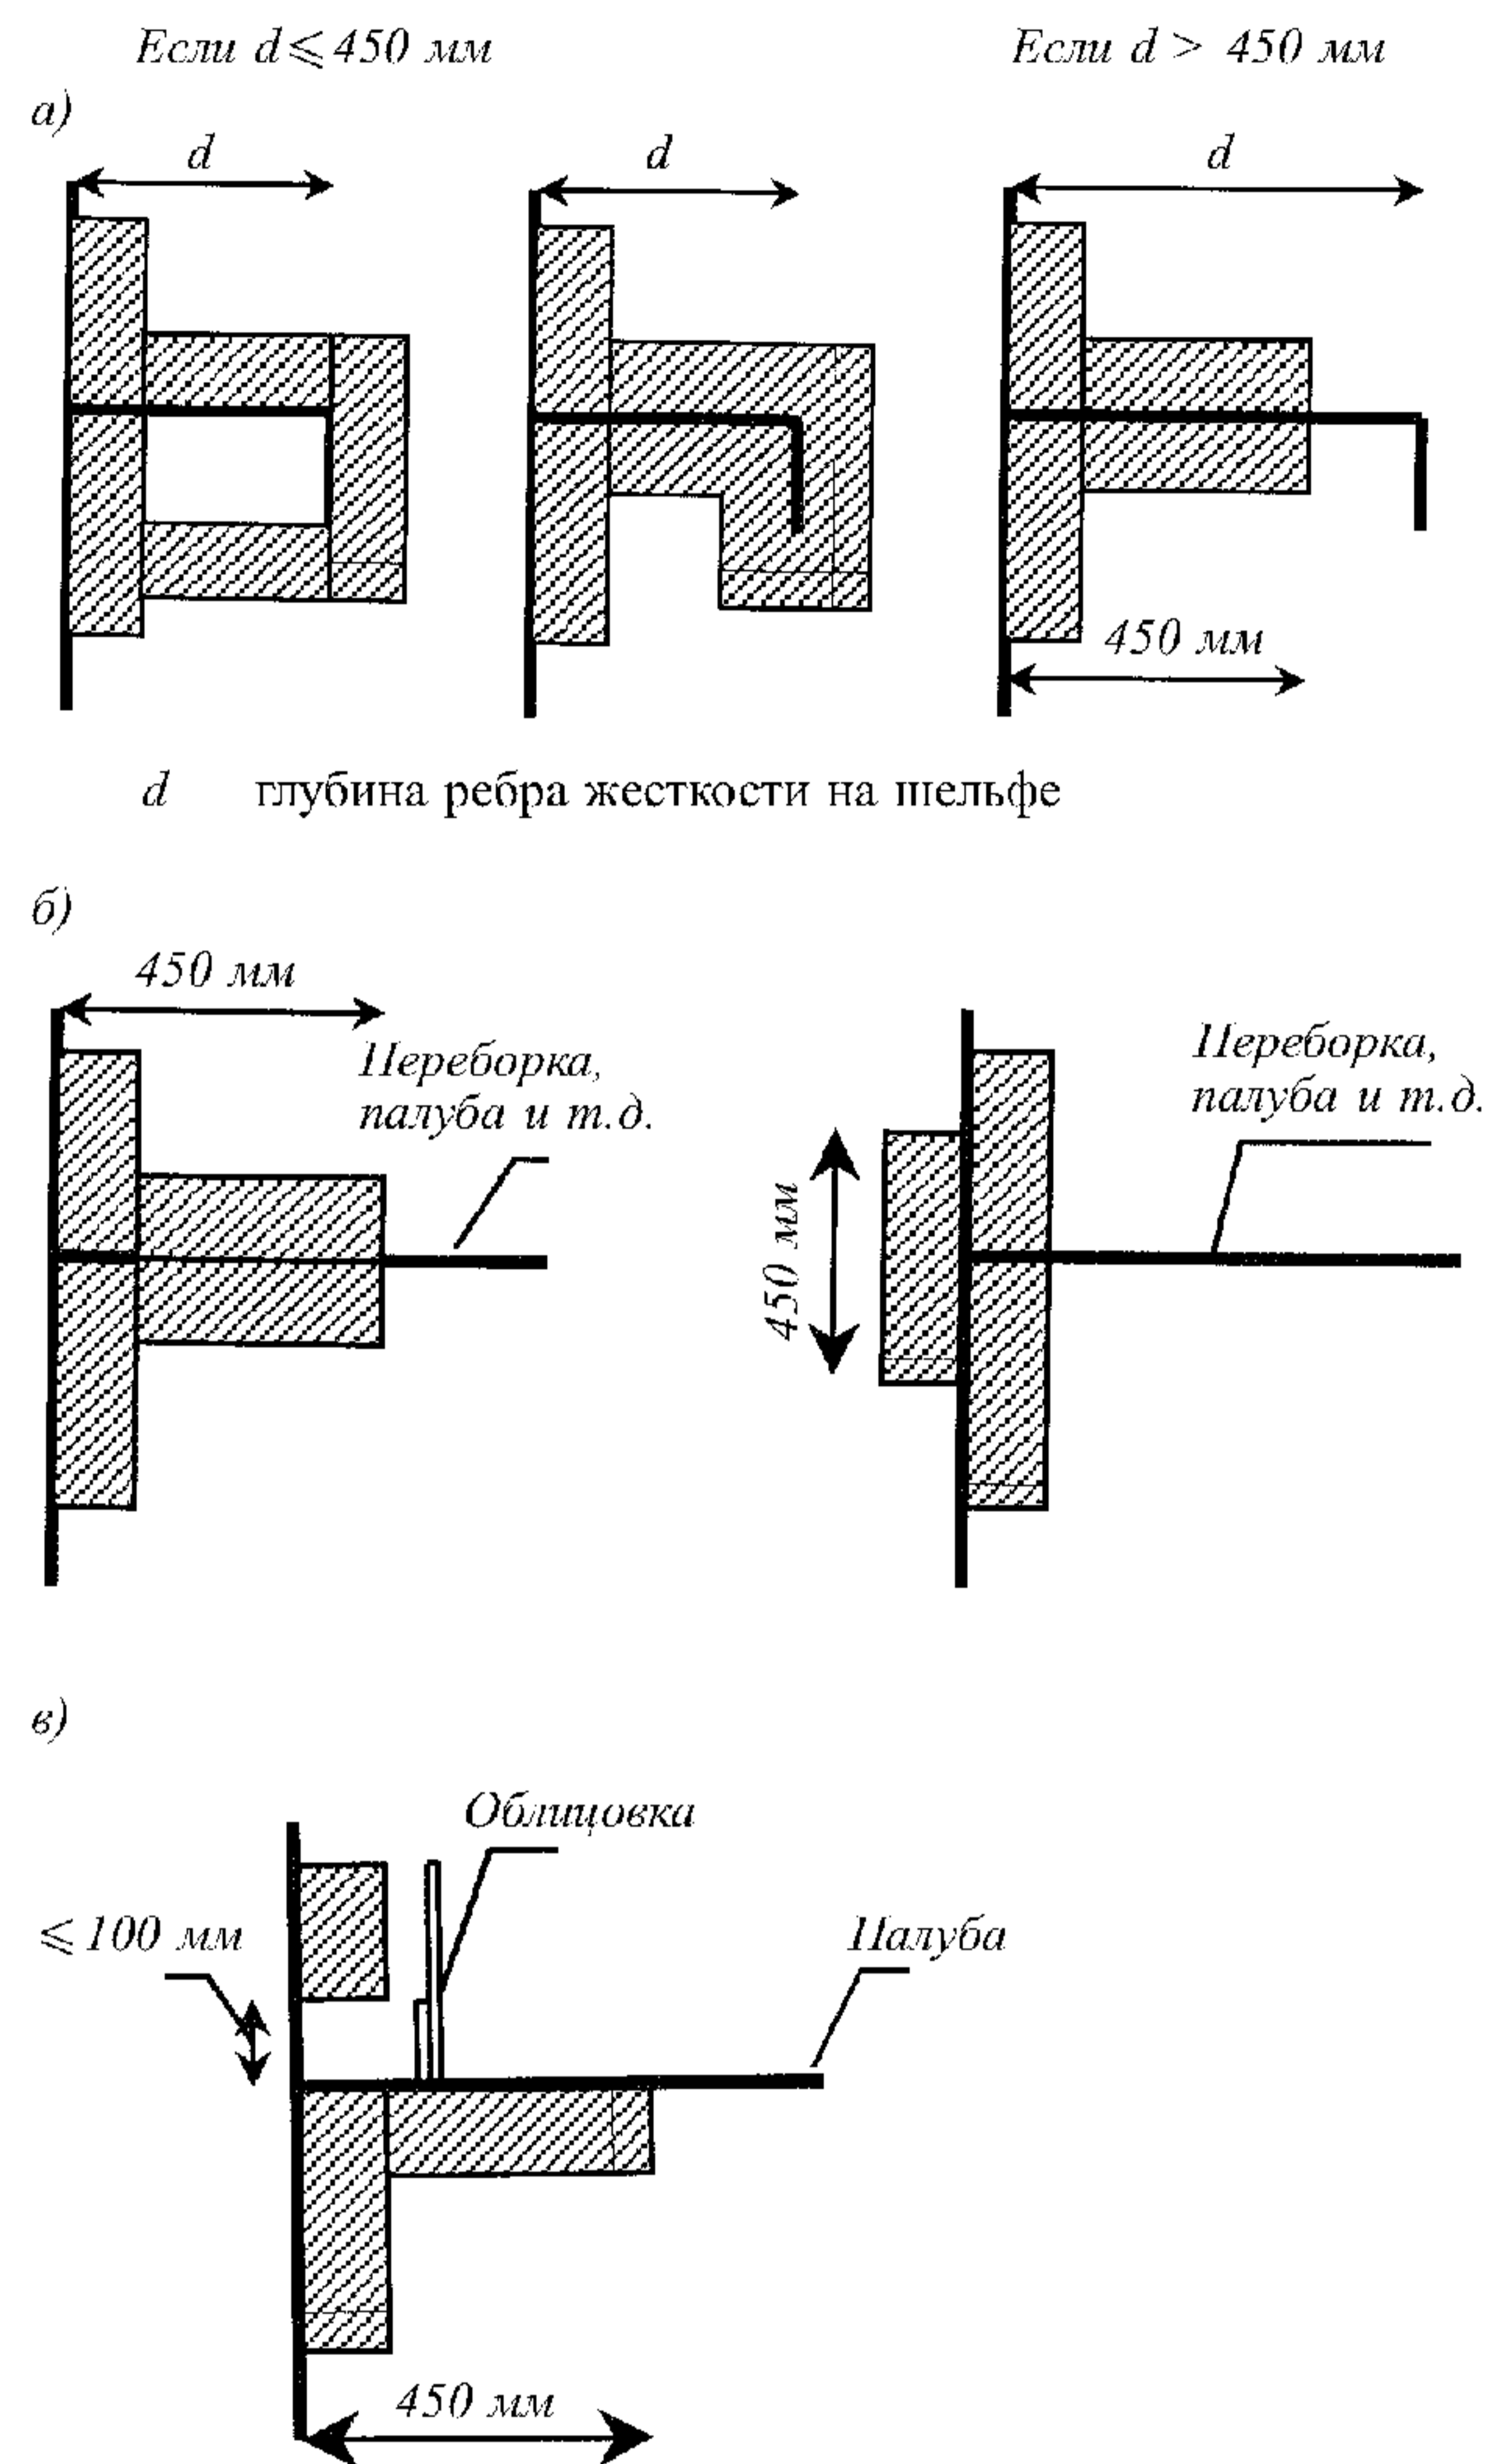 Если d ⩽ 450 мм
Если d > 450 мм
а)
d
d
d
450 мм
d глубина ребра жесткости на шельфе
б)
450 мм
Переборка,
палуба и т.д.
450 мм
Переборка,
палуба и т.д.
в)
Облицовка
⩽ 100 мм
Палуба
450 мм